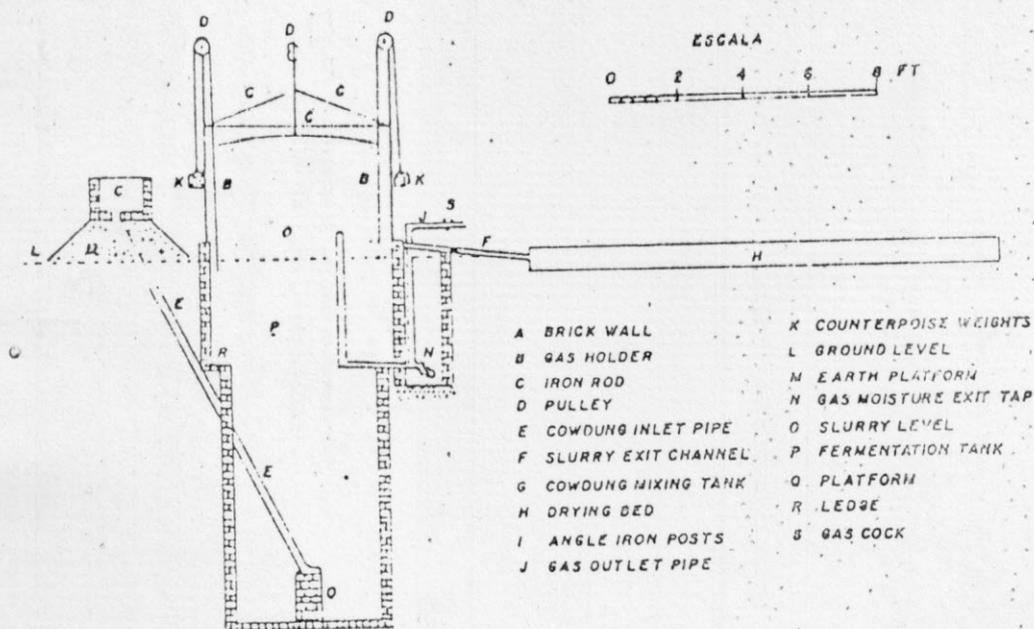 D
D
D
ESCALA
0 2 4 6 8 FT
C
C
C
K
B
B
K
C
J
S
O
F
L
H
E
P
R
N
E
O
A BRICK WALL
B GAS HOLDER
C IRON ROD
D PULLEY
E COWDUNG INLET PIPE
F SLURRY EXIT CHANNEL
G COWDUNG MIXING TANK
H DRYING BED
I ANGLE IRON POSTS
J GAS OUTLET PIPE
K COUNTERPOISE WEIGHTS
L GROUND LEVEL
M EARTH PLATFORM
N GAS MOISTURE EXIT TAP
O SLURRY LEVEL
P FERMENTATION TANK
Q PLATFORM
R LEDGE
S GAS COCK